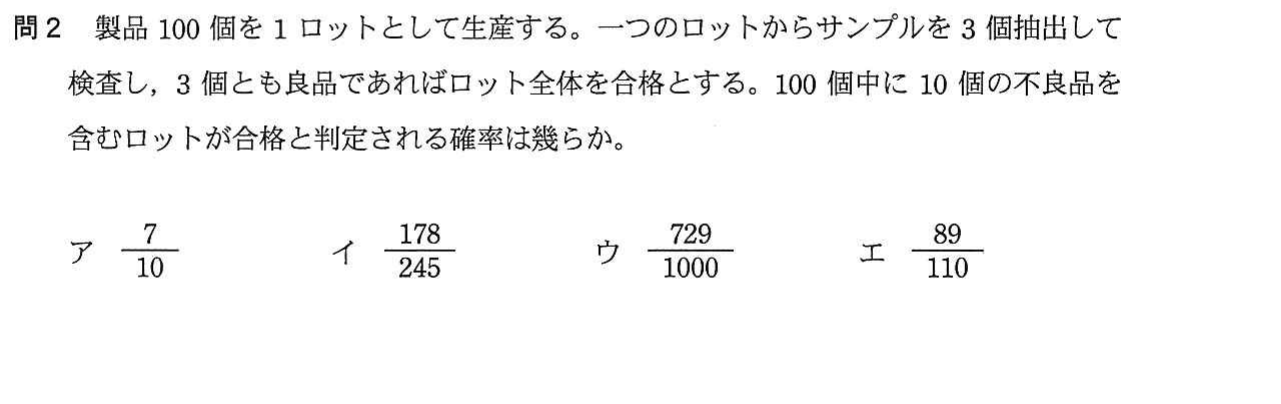 問2 製品 100 個を 1 ロットとして生産する。一つのロットからサンプルを 3 個抽出して
検査し，3 個とも良品であればロット全体を合格とする。100 個中に 10 個の不良品を
含むロットが合格と判定される確率は幾らか。
ア 7/10 イ 178/245 ウ 729/1000 エ 89/110